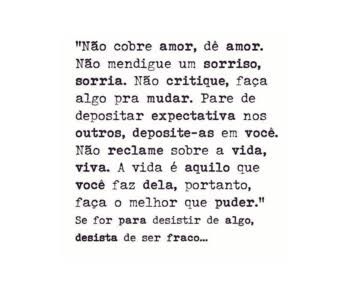 "Não cobre amor, dê amor.
Não mendigue um sorriso,
sorria. Não critique, faça
algo pra mudar. Pare de
depositar expectativa nos
outros, deposite-as em você.
Não reclame sobre a vida,
viva. A vida é aquilo que
você faz dela, portanto,
faça o melhor que puder."
Se for para desistir de algo,
desista de ser fraco...